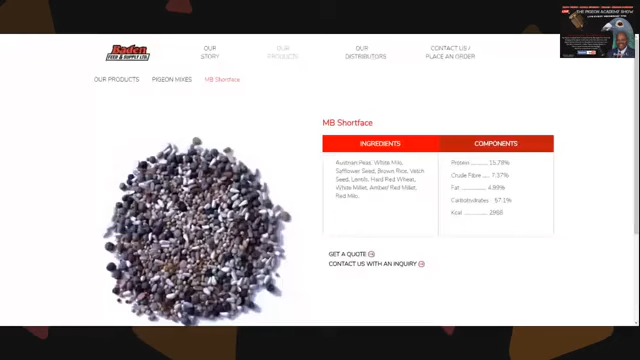 LIVE
THE PIGEON ACADEMY SHOW
Baden
FEED & SUPPLY LTD.
OUR
STORY
OUR
PRODUCTS
OUR
DISTRIBUTORS
CONTACT US /
PLACE AN ORDER
OUR PRODUCTS
PIGEON MIXES
MB Shortface
MB Shortface
INGREDIENTS
COMPONENTS
Austrian Peas, White Milo,
Safflower Seed, Brown Rice, Vetch
Seed, Lentils, Hard Red Wheat,
White Millet, Amber Red Millet,
Red Milo.
Protein ........... 15.78%
Crude Fibre ..... 7.37%
Fat ........... 4.99%
Carbohydrates 57.1%
Kcal ............... 2986
GET A QUOTE
CONTACT US WITH AN INQUIRY